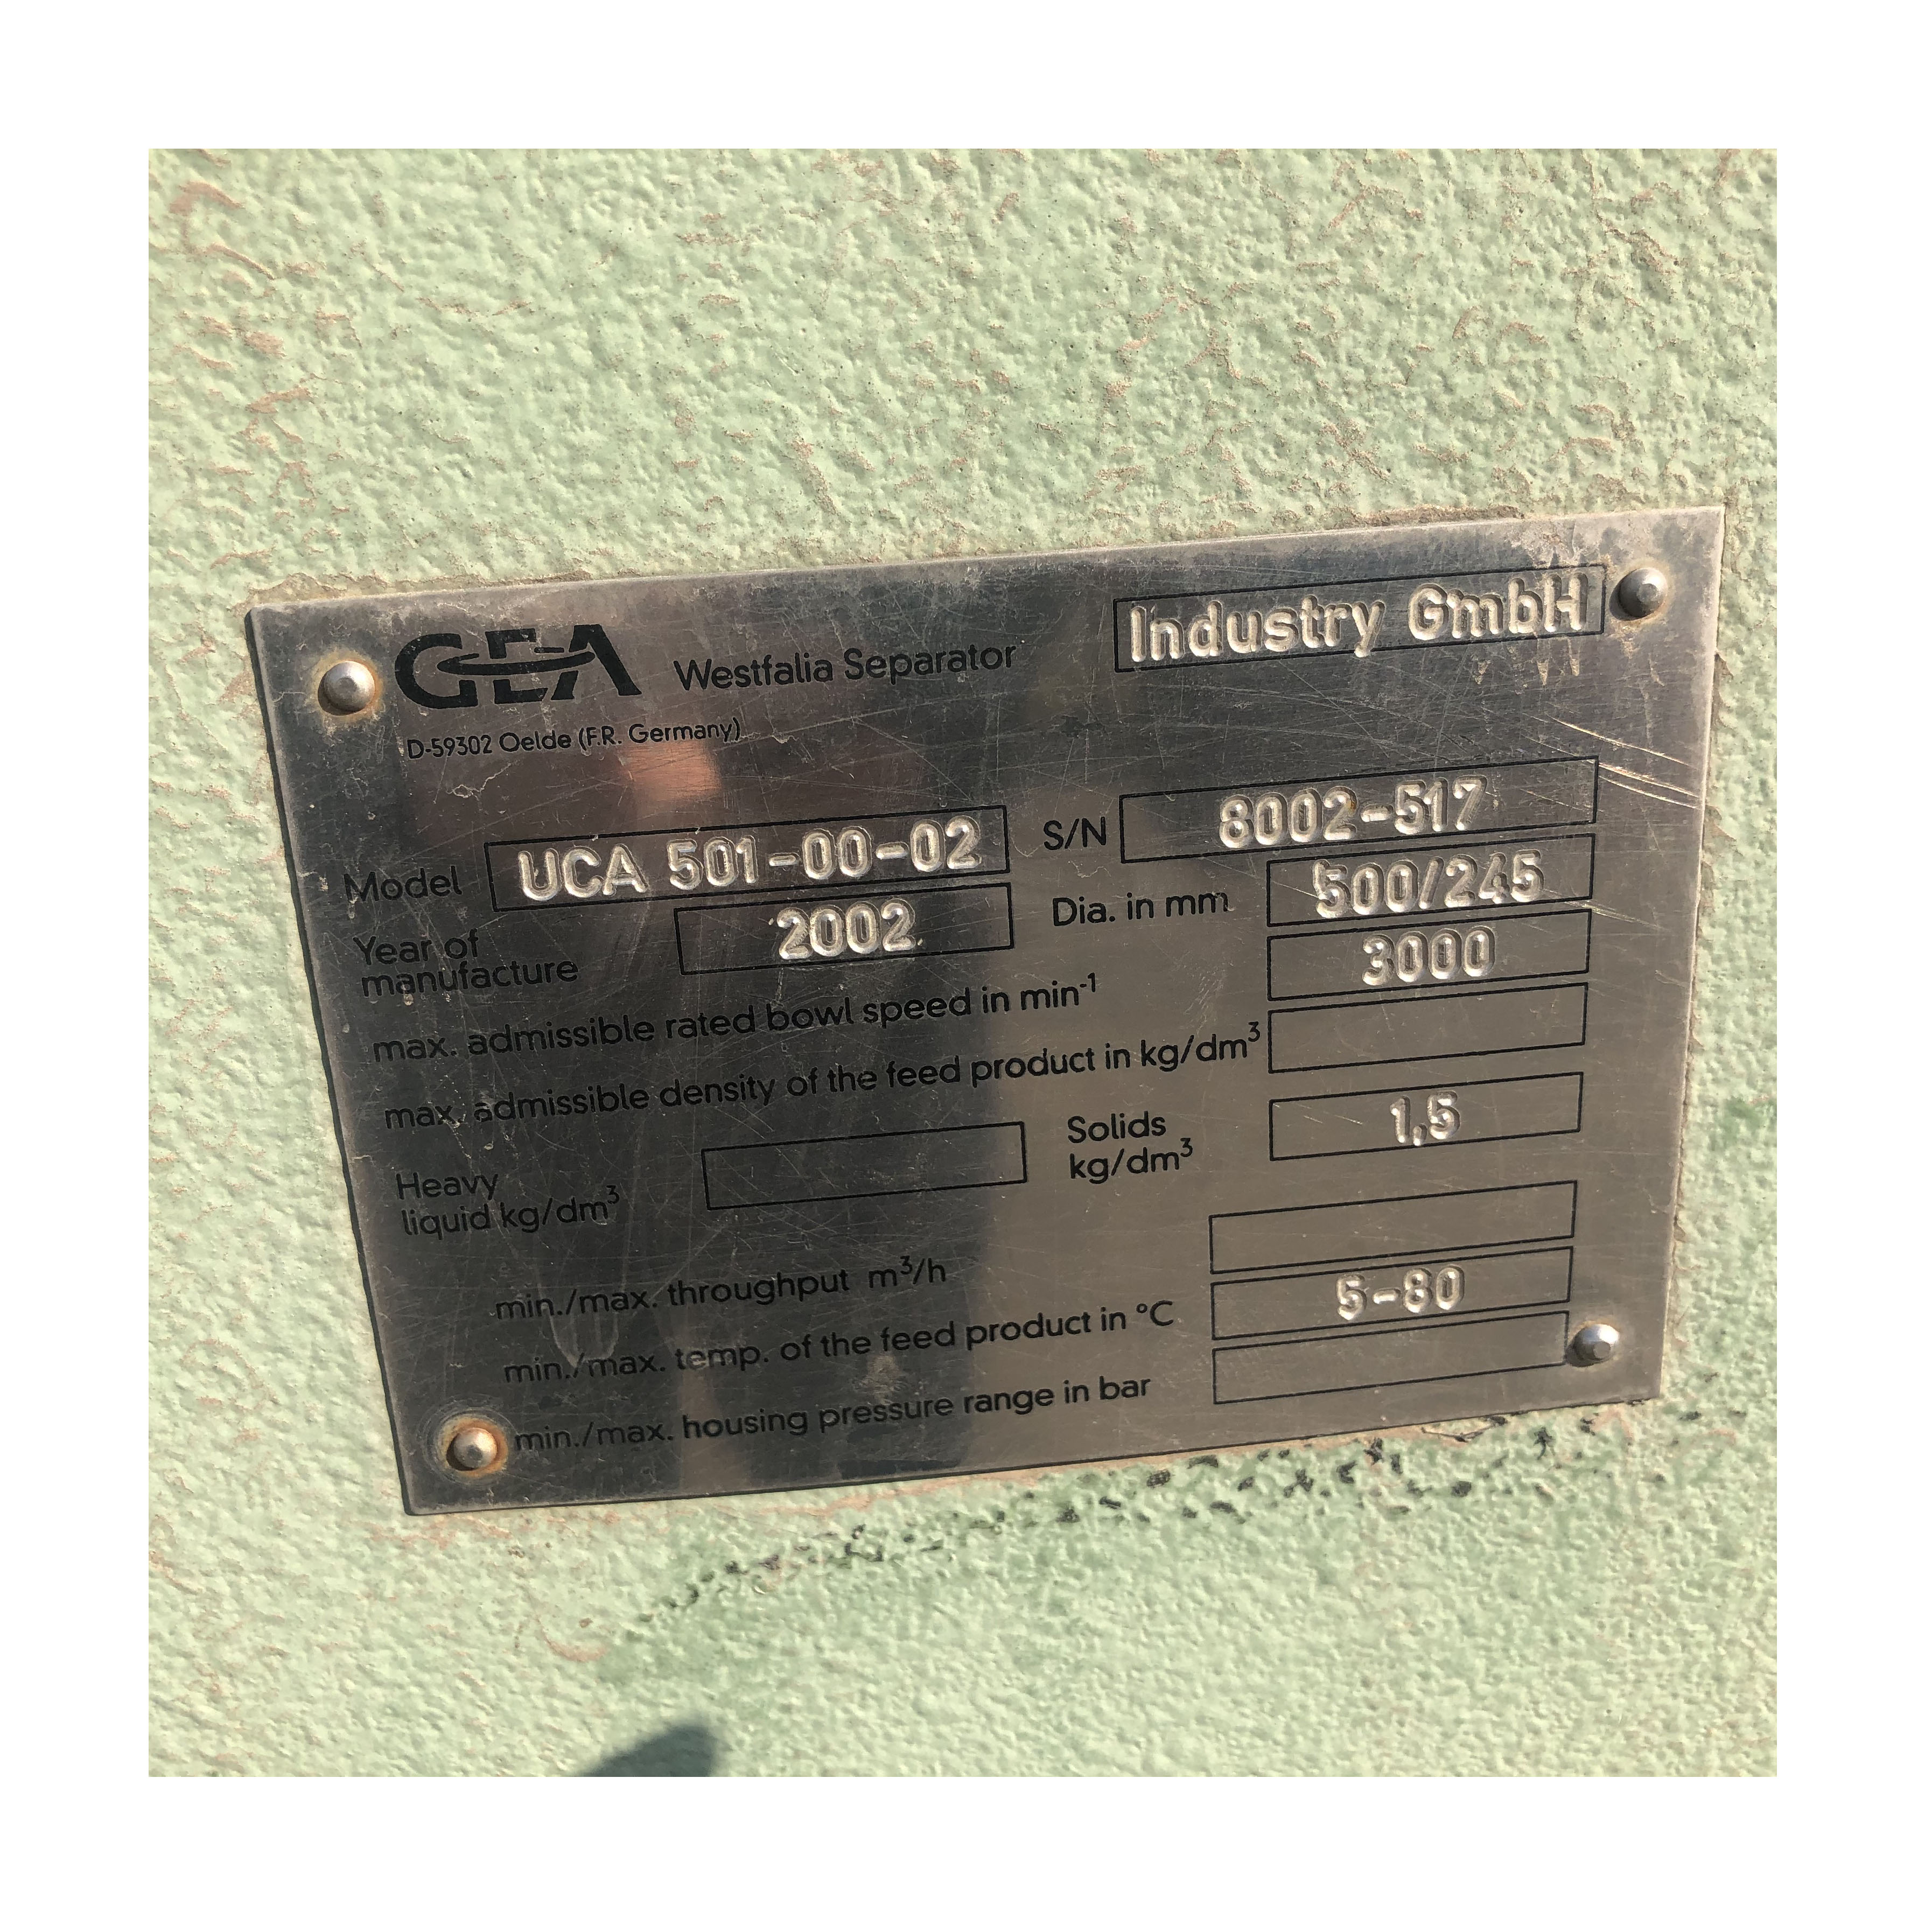 GEA Westfalia Separator Industry GmbH
D-59302 Oelde (F.R. Germany)
Model UCA 501-00-02 S/N 8002-517
Year of manufacture 2002 Dia. in mm 500/245
max. admissible rated bowl speed in min⁻¹ 3000
max. admissible density of the feed product in kg/dm³
Heavy liquid kg/dm³ Solids kg/dm³ 1,5
min./max. throughput m³/h
min./max. temp. of the feed product in °C 5-80
min./max. housing pressure range in bar